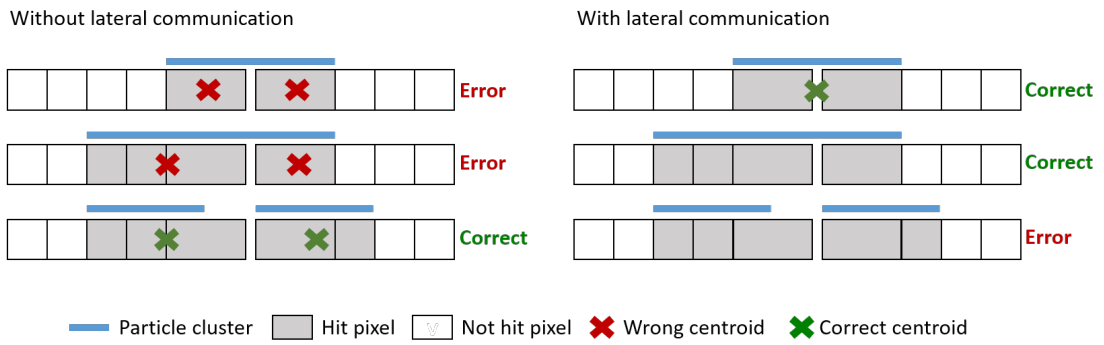 Without lateral communication
With lateral communication
Error
Correct
Error
Correct
Correct
Error
Particle cluster
Hit pixel
V
Not hit pixel
Wrong centroid
Correct centroid